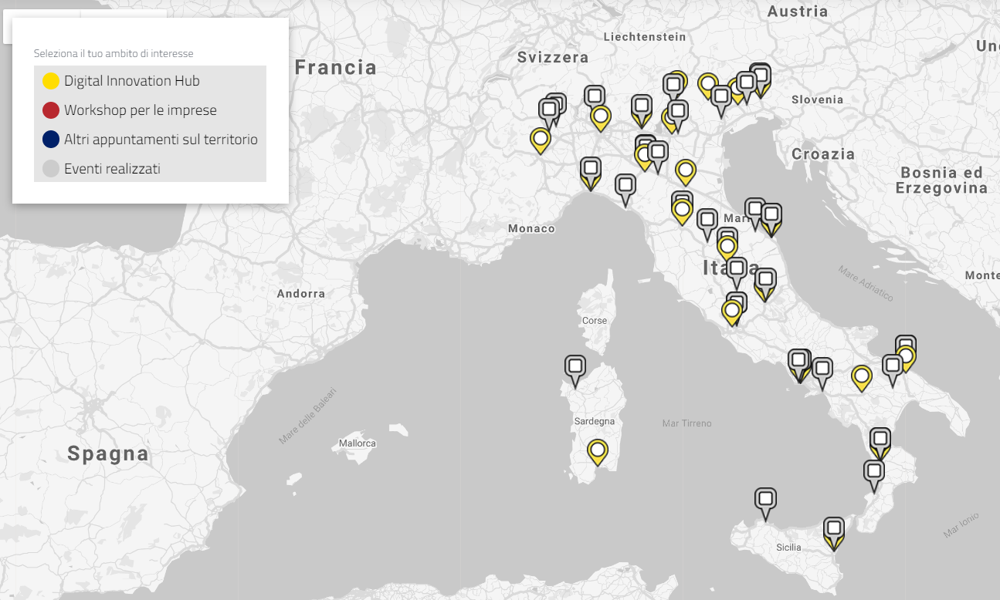 Seleziona il tuo ambito di interesse
Digital Innovation Hub
Workshop per le imprese
Altri appuntamenti sul territorio
Eventi realizzati
Austria
Liechtenstein
Svizzera
Francia
Slovenia
Croazia
Bosnia ed
Erzegovina
Monaco
Andorra
Mare Adriatico
Corse
Mare delle Baleari
Sardegna
Mar Tirreno
Mallorca
Spagna
Mar Ionio
Sicilia